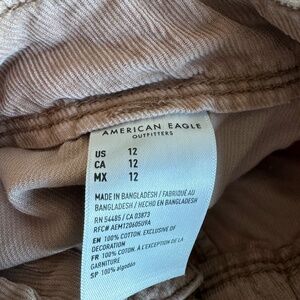 AMERICAN EAGLE
OUTFITTERS
US 12
CA 12
MX 12
MADE IN BANGLADESH / FABRIQUÉ AU
BANGLADESH / HECHO EN BANGLADESH
RN 54485 / CA 03873
RFC# AEM120605U9A
EN 100% COTTON. EXCLUSIVE OF
DECORATION
FR 100% COTON. À L'EXCEPTION DE LA
GARNITURE
SP 100% algodón